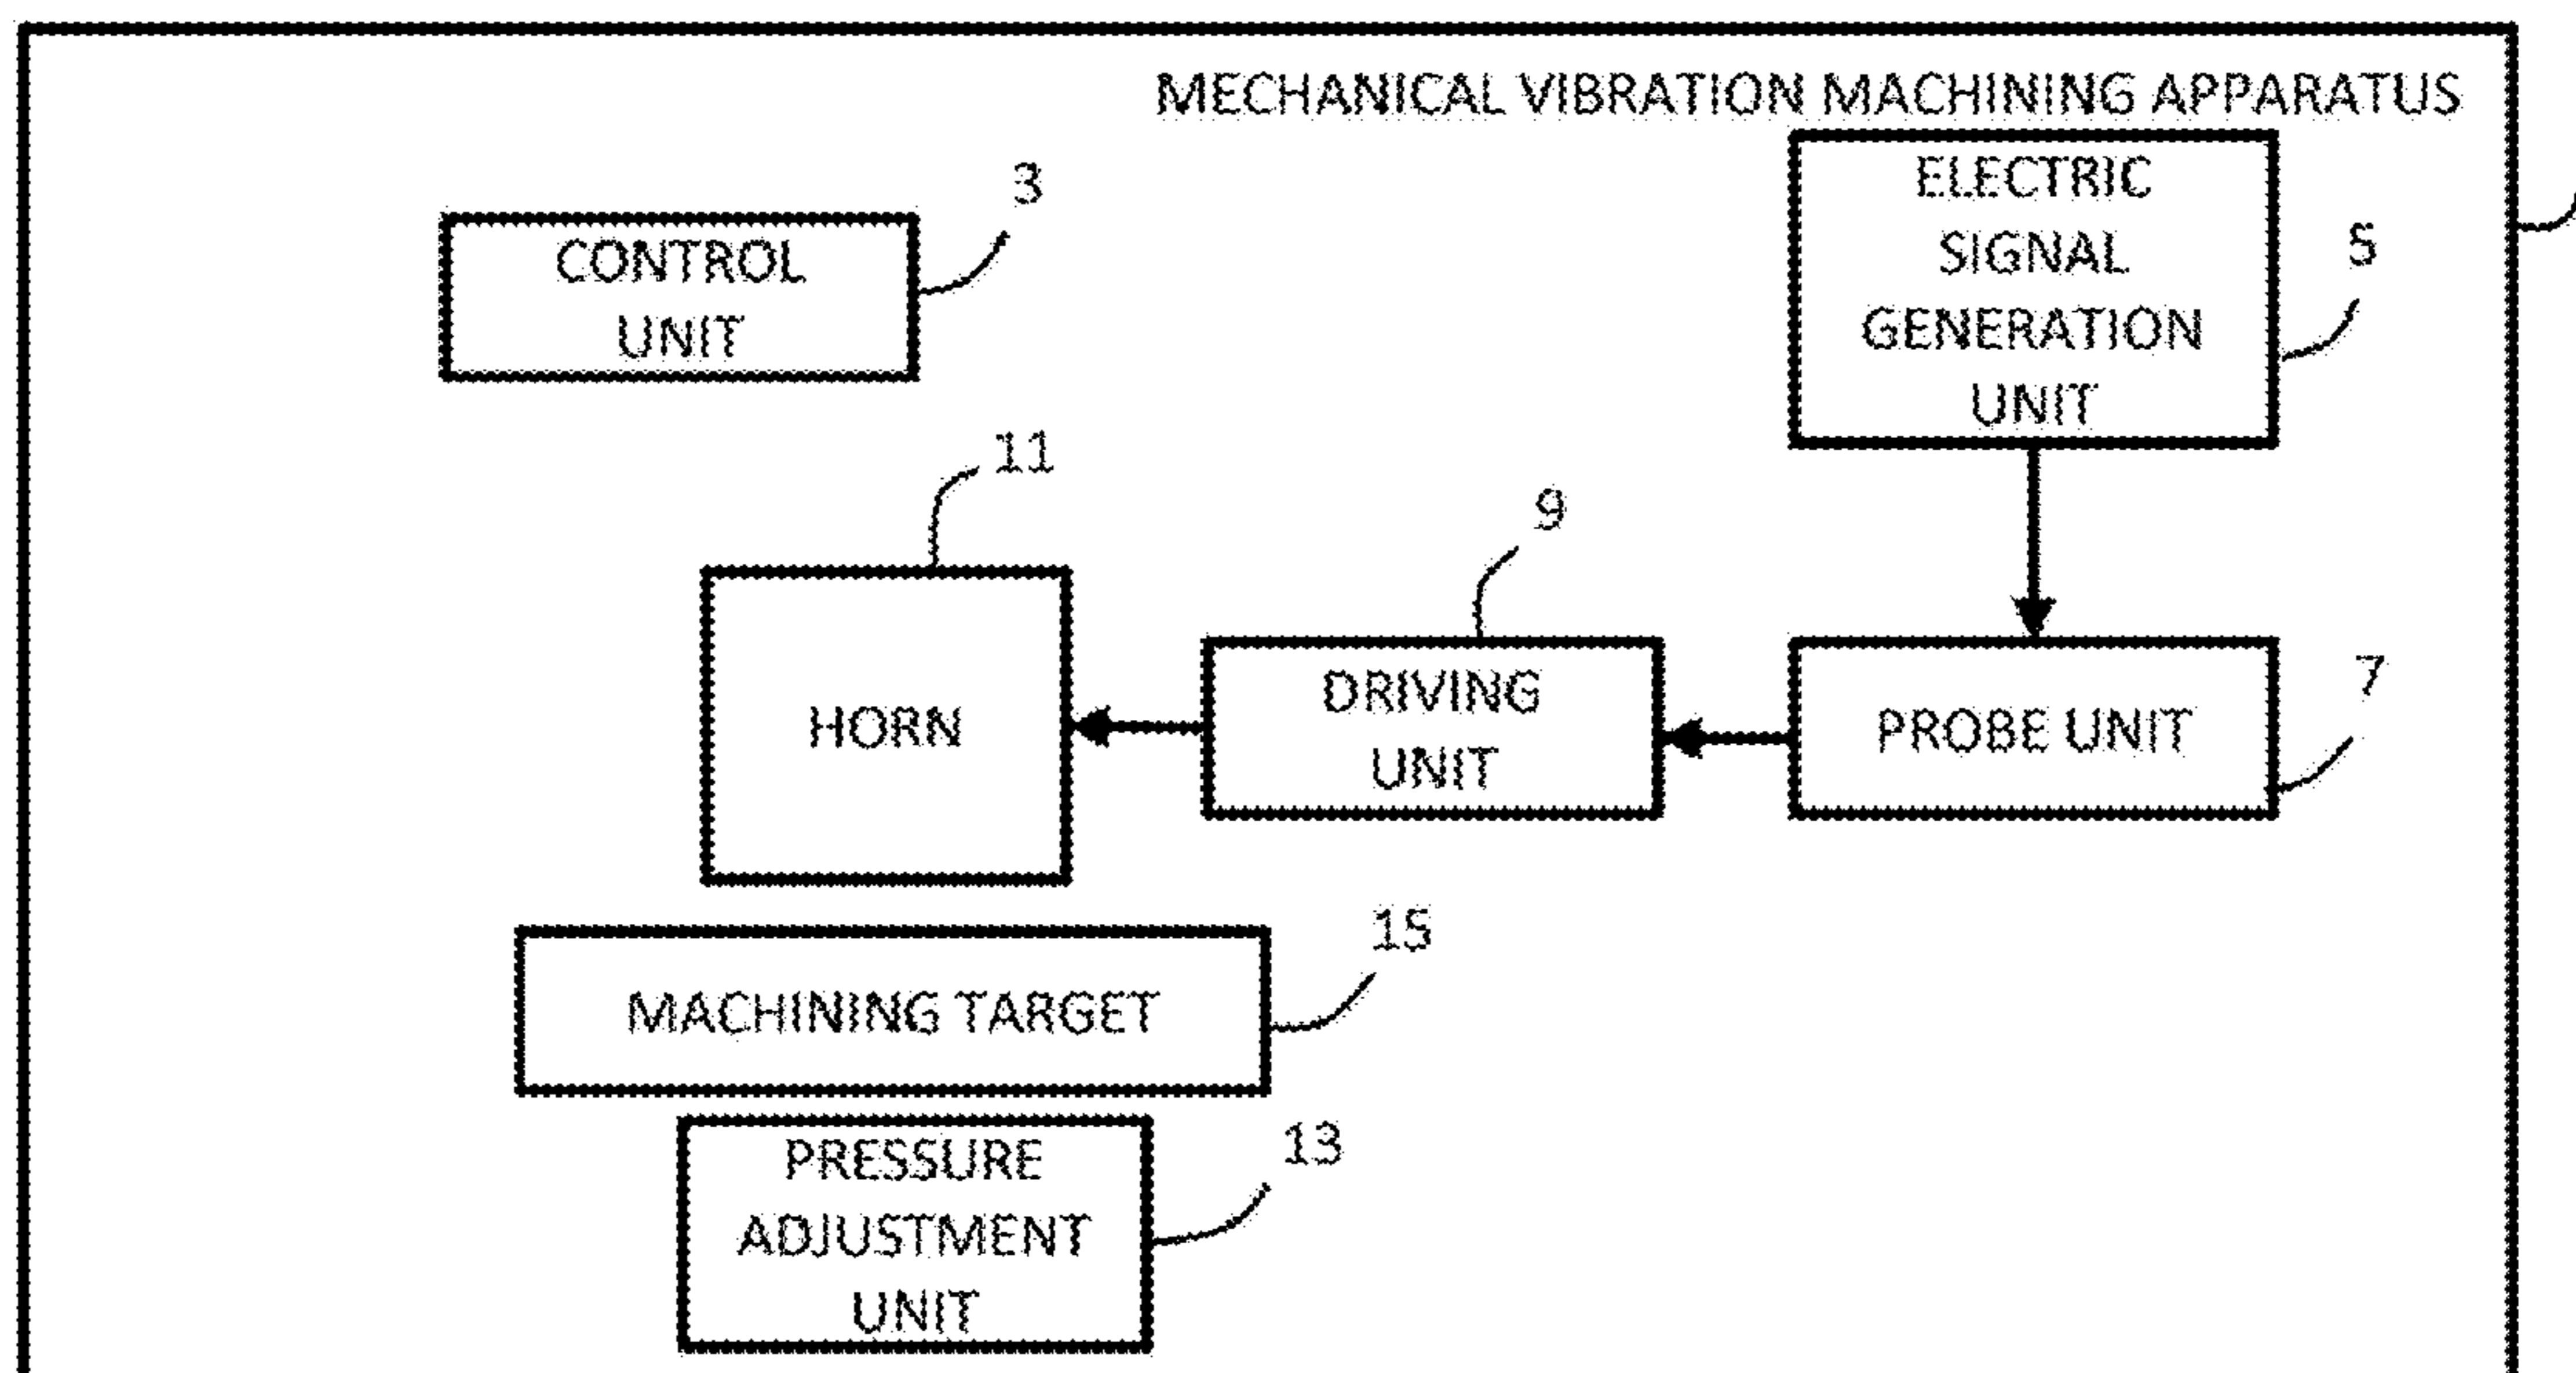 MECHANICAL VIBRATION MACHINING APPARATUS
3
CONTROL
UNIT
ELECTRIC
SIGNAL
GENERATION
UNIT
5
11
HORN
9
DRIVING
UNIT
7
PROBE UNIT
15
MACHINING TARGET
13
PRESSURE
ADJUSTMENT
UNIT